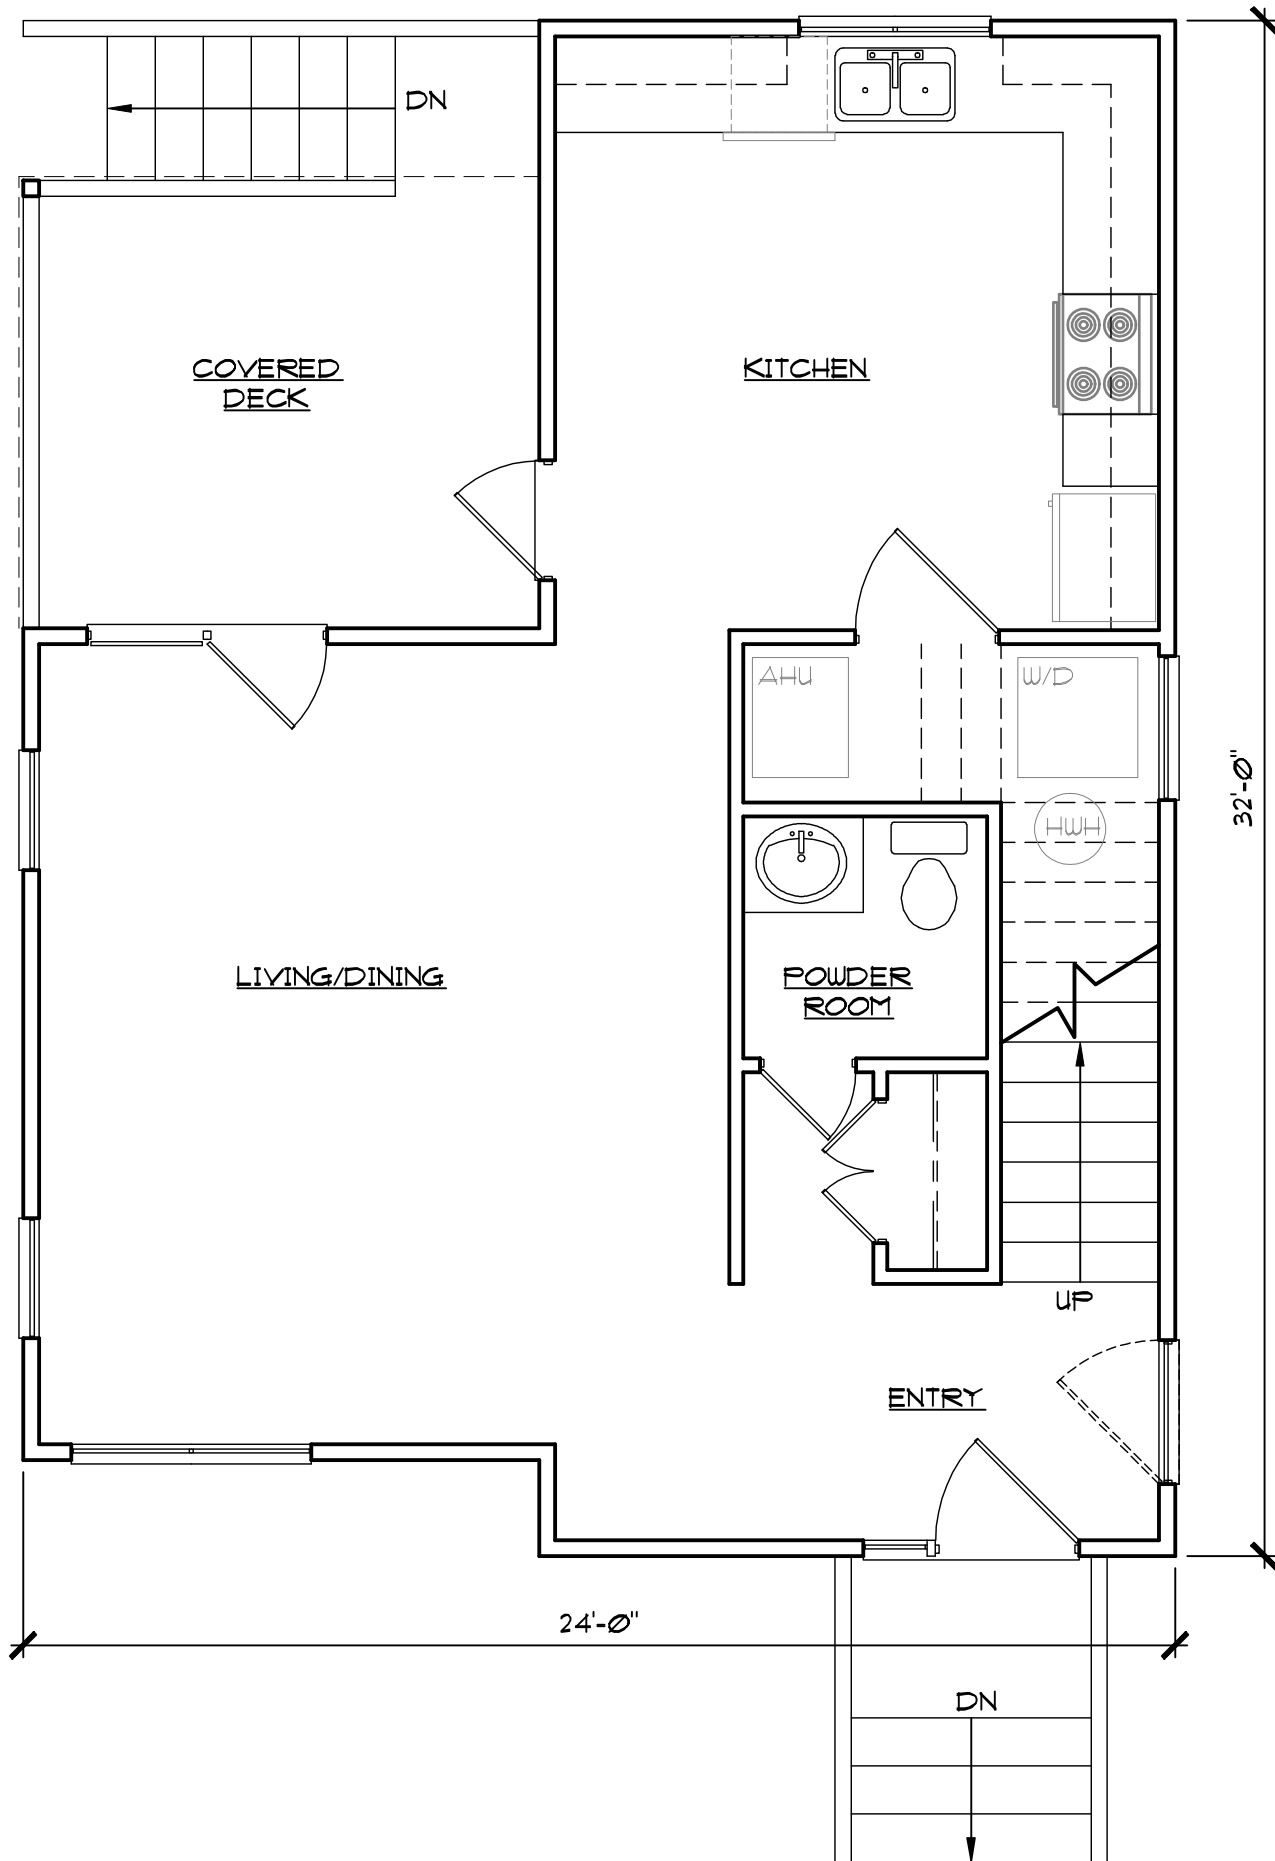 DN
COVERED
DECK
KITCHEN
AHU
W/D
32'-0"
HWH
LIVING/DINING
POWDER
ROOM
UP
ENTRY
24'-0"
DN